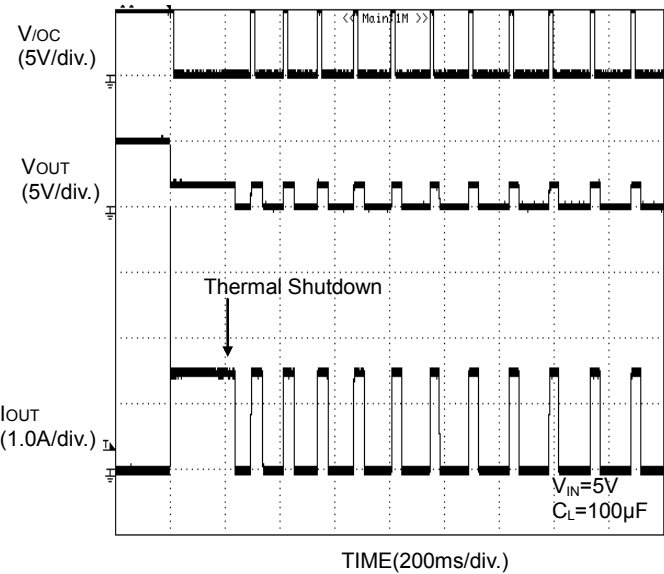 << Main:1M >>
V/OC
(5V/div.)
VOUT
(5V/div.)
Thermal Shutdown
IOUT
(1.0A/div.)
VIN=5V
CL=100μF
TIME(200ms/div.)